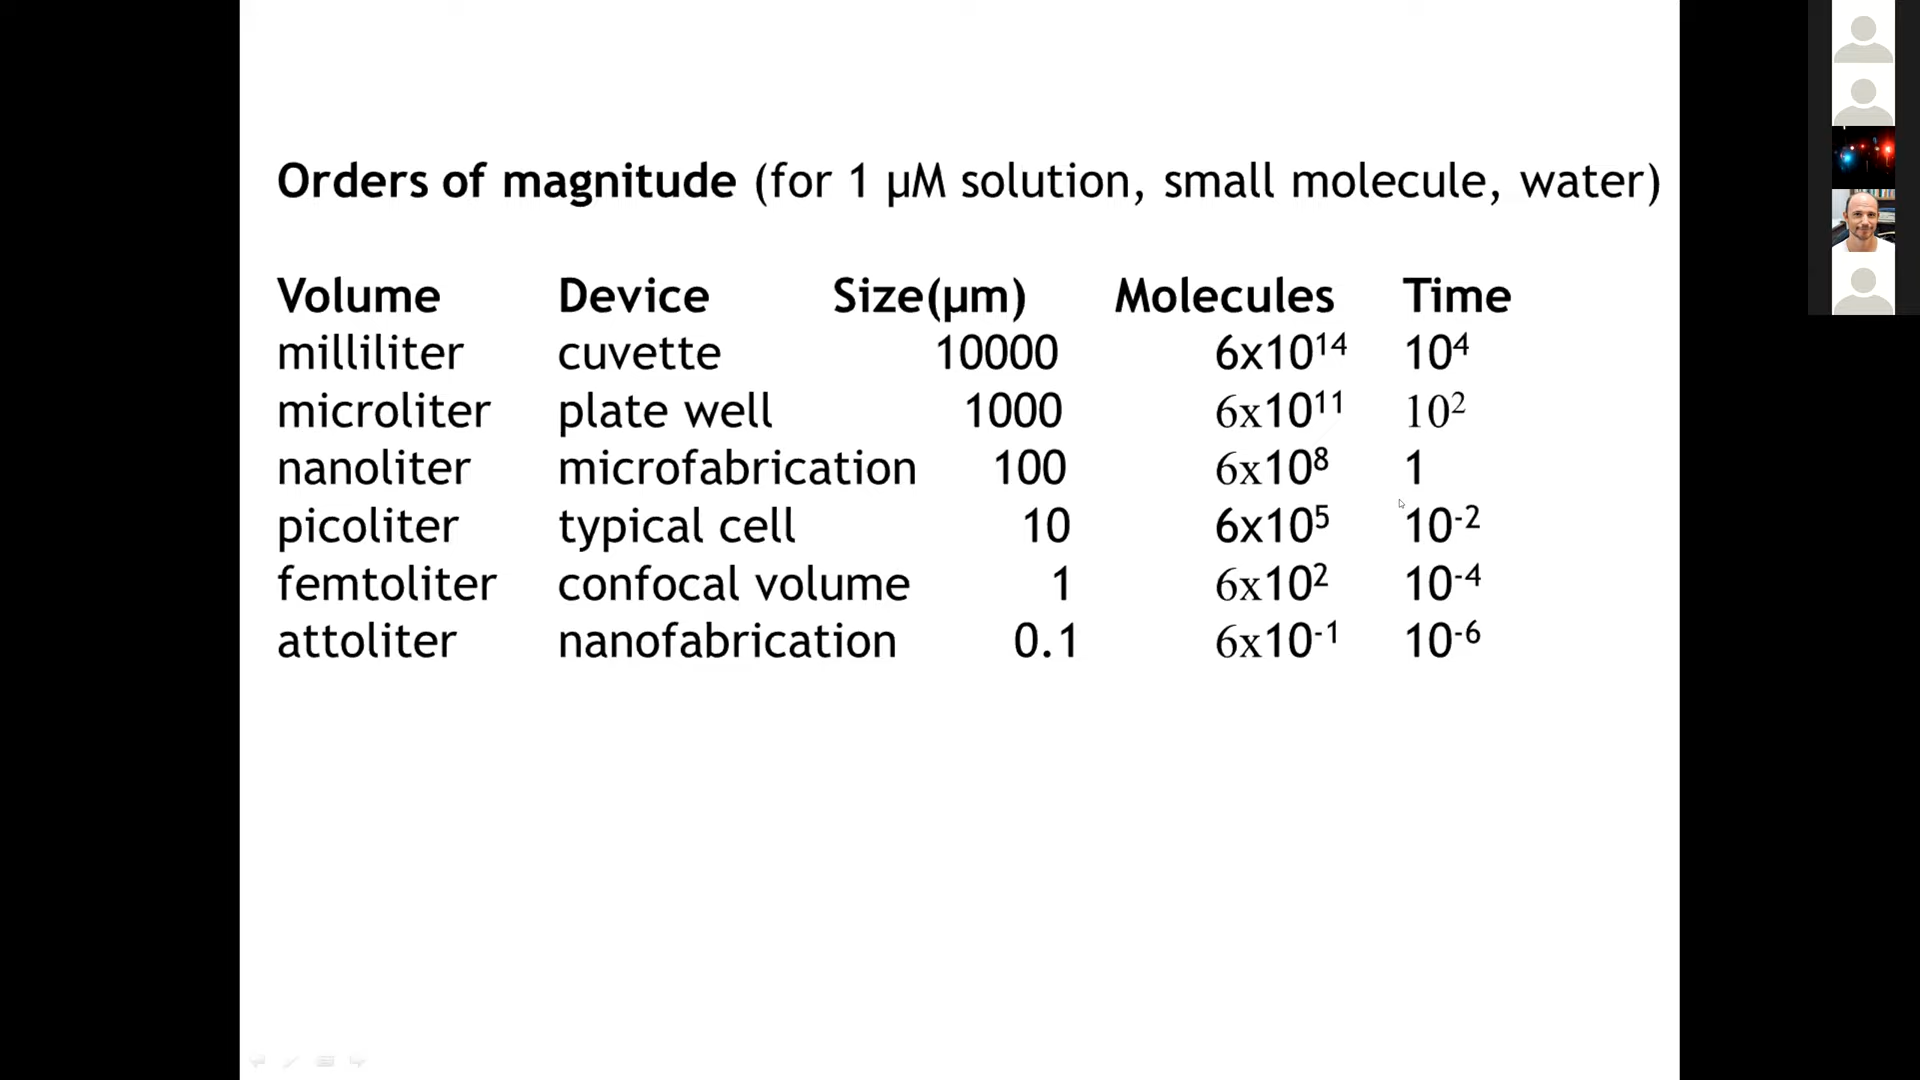 Orders of magnitude (for 1 µM solution, small molecule, water)
Volume Device Size(µm) Molecules Time
milliliter cuvette 10000 6x10¹⁴ 10⁴
microliter plate well 1000 6x10¹¹ 10²
nanoliter microfabrication 100 6x10⁸ 1
picoliter typical cell 10 6x10⁵ 10⁻²
femtoliter confocal volume 1 6x10² 10⁻⁴
attoliter nanofabrication 0.1 6x10⁻¹ 10⁻⁶